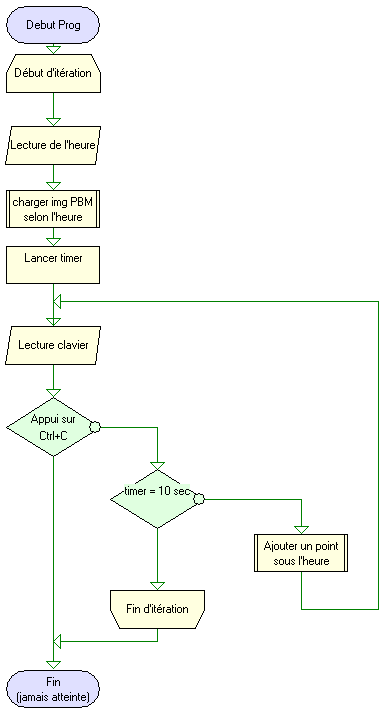 Debut Prog
Début d'itération
Lecture de l'heure
charger img PBM
selon l'heure
Lancer timer
Lecture clavier
Appui sur
Ctrl+C
timer = 10 sec
Ajouter un point
sous l'heure
Fin d'itération
Fin
(jamais atteinte)